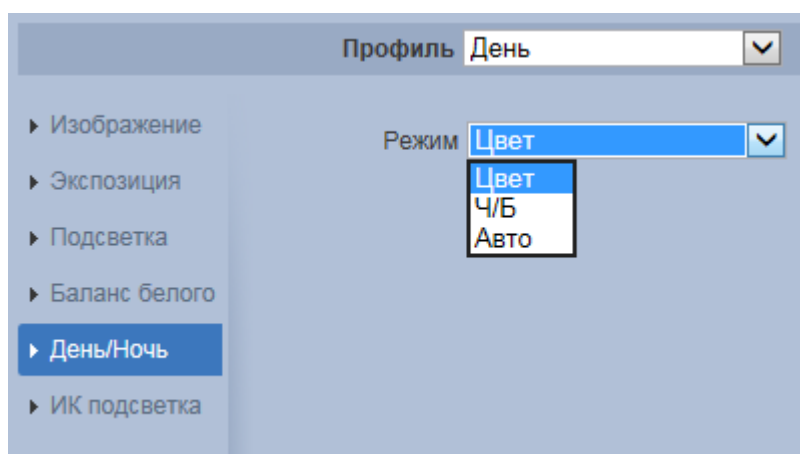 Профиль День
Изображение
Режим Цвет
Экспозиция
Цвет
Ч/Б
Подсветка
Авто
Баланс белого
День/Ночь
ИК подсветка